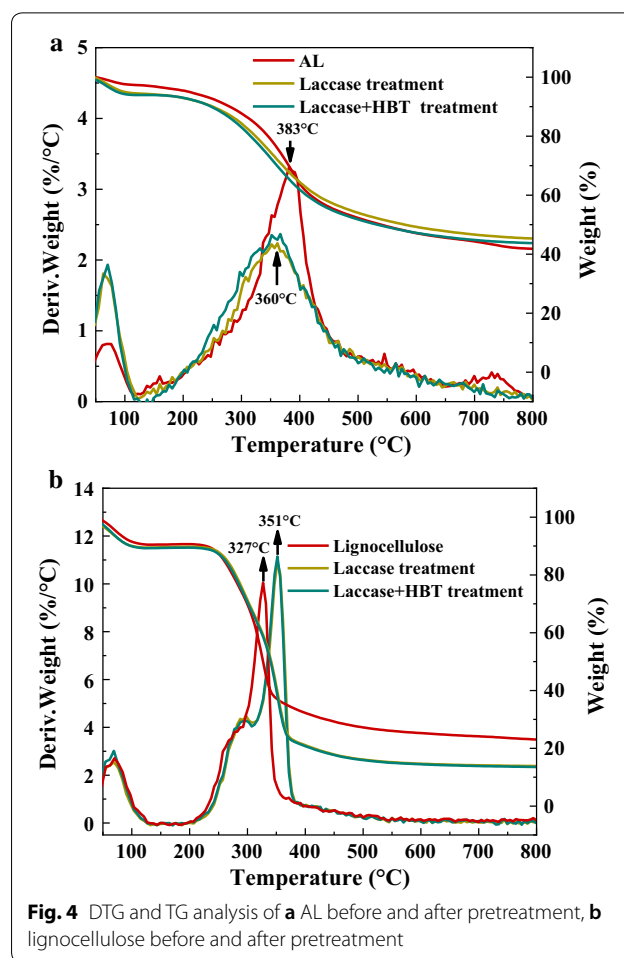 a
5
4
3
2
1
0
Deriv.Weight (%/°C)
AL
Laccase treatment
Laccase+HBT treatment
383°C
360°C
100
80
60
40
20
0
Weight (%)
100 200 300 400 500 600 700 800
Temperature (°C)
b
14
12
10
8
6
4
2
0
Deriv.Weight (%/°C)
351°C
327°C
Lignocellulose
Laccase treatment
Laccase+HBT treatment
100
80
60
40
20
0
Weight (%)
100 200 300 400 500 600 700 800
Temperature (°C)
Fig. 4 DTG and TG analysis of a AL before and after pretreatment, b
lignocellulose before and after pretreatment